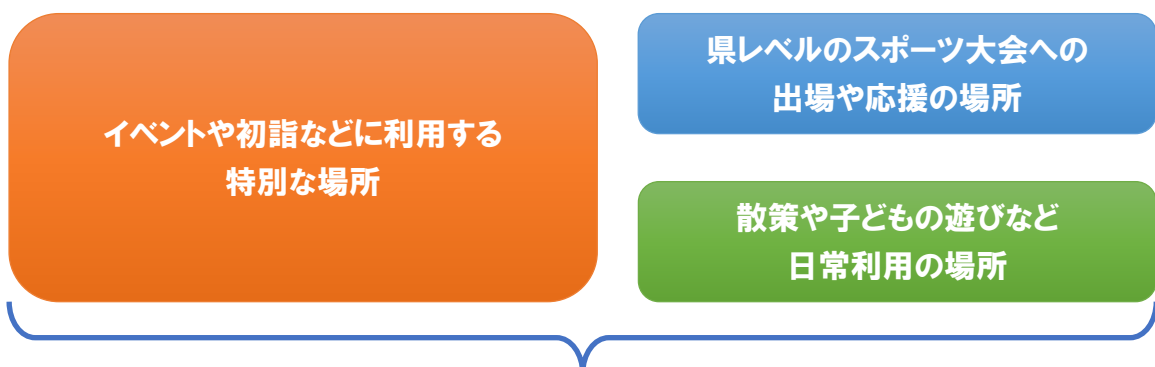 イベントや初詣などに利用する
特別な場所
県レベルのスポーツ大会への
出場や応援の場所
散策や子どもの遊びなど
日常利用の場所